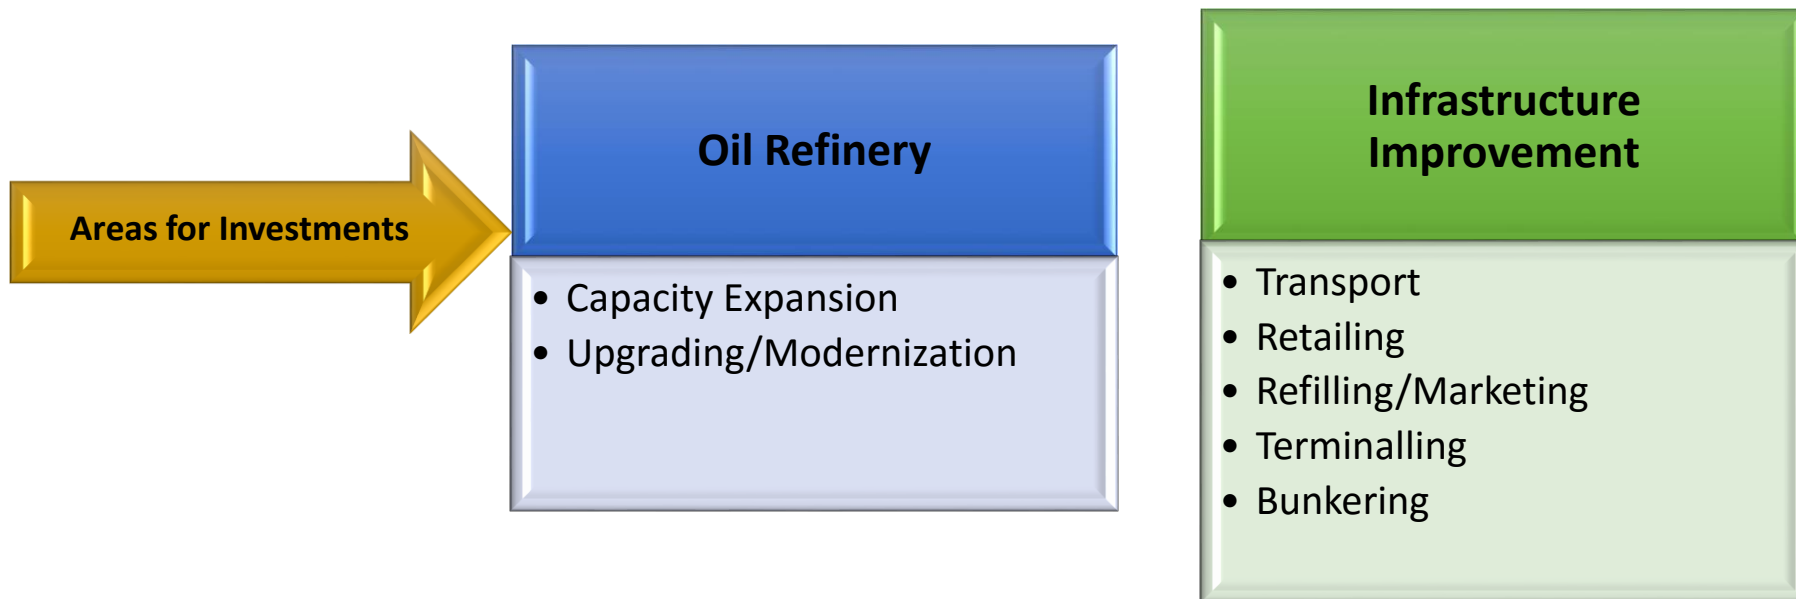 Areas for Investments
Oil Refinery
• Capacity Expansion
• Upgrading/Modernization
Infrastructure
Improvement
• Transport
• Retailing
• Refilling/Marketing
• Terminalling
• Bunkering